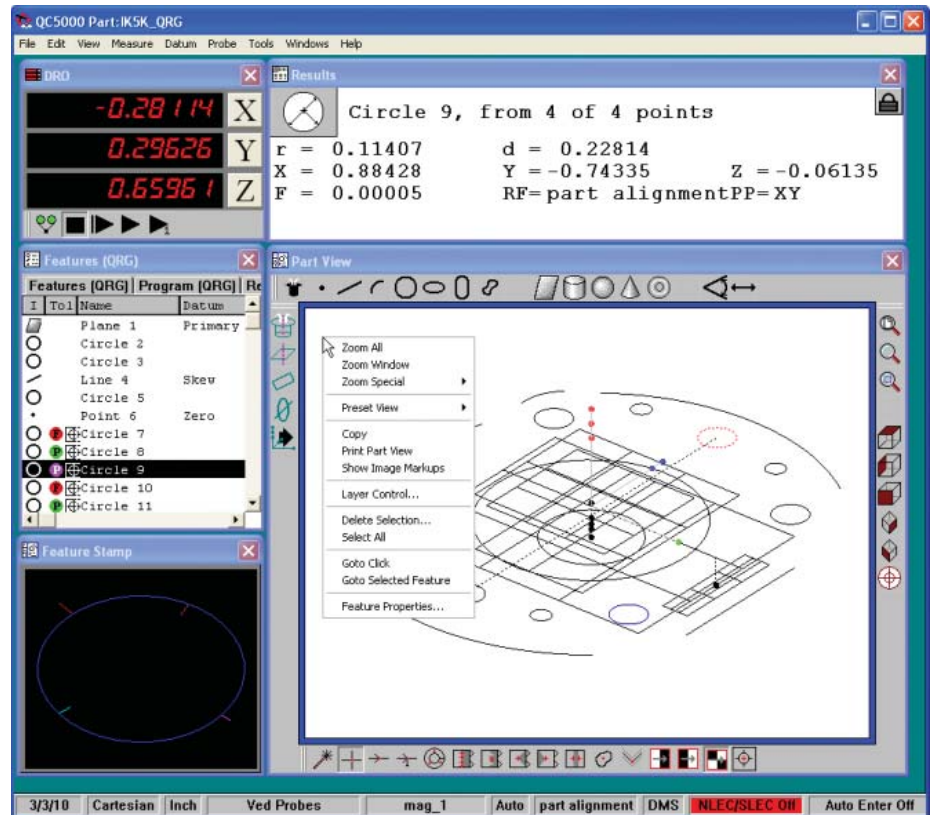 QC5000 Part:IK5K_QRG
File Edit View Measure Datum Probe Tools Windows Help
DRO
-0.28114 X
0.29626 Y
0.65961 Z
1
Results
Circle 9, from 4 of 4 points
r = 0.11407 d = 0.22814
X = 0.88428 Y =-0.74335 Z =-0.06135
F = 0.00005 RF= part alignmentPP= XY
Features (QRG)
Features (QRG) Program (QRG) Re
I Tol Name Datum
Plane 1 Primary
Circle 2
Circle 3
Line 4 Skew
Circle 5
Point 6 Zero
F Circle 7
P Circle 8
P Circle 9
F Circle 10
P Circle 11
Feature Stamp
Part View
Zoom All
Zoom Window
Zoom Special
Preset View
Copy
Print Part View
Show Image Markups
Layer Control...
Delete Selection...
Select All
Goto Click
Goto Selected Feature
Feature Properties...
3/3/10 Cartesian Inch Ved Probes mag_1 Auto part alignment DMS NLEC/SLEC Off Auto Enter Off